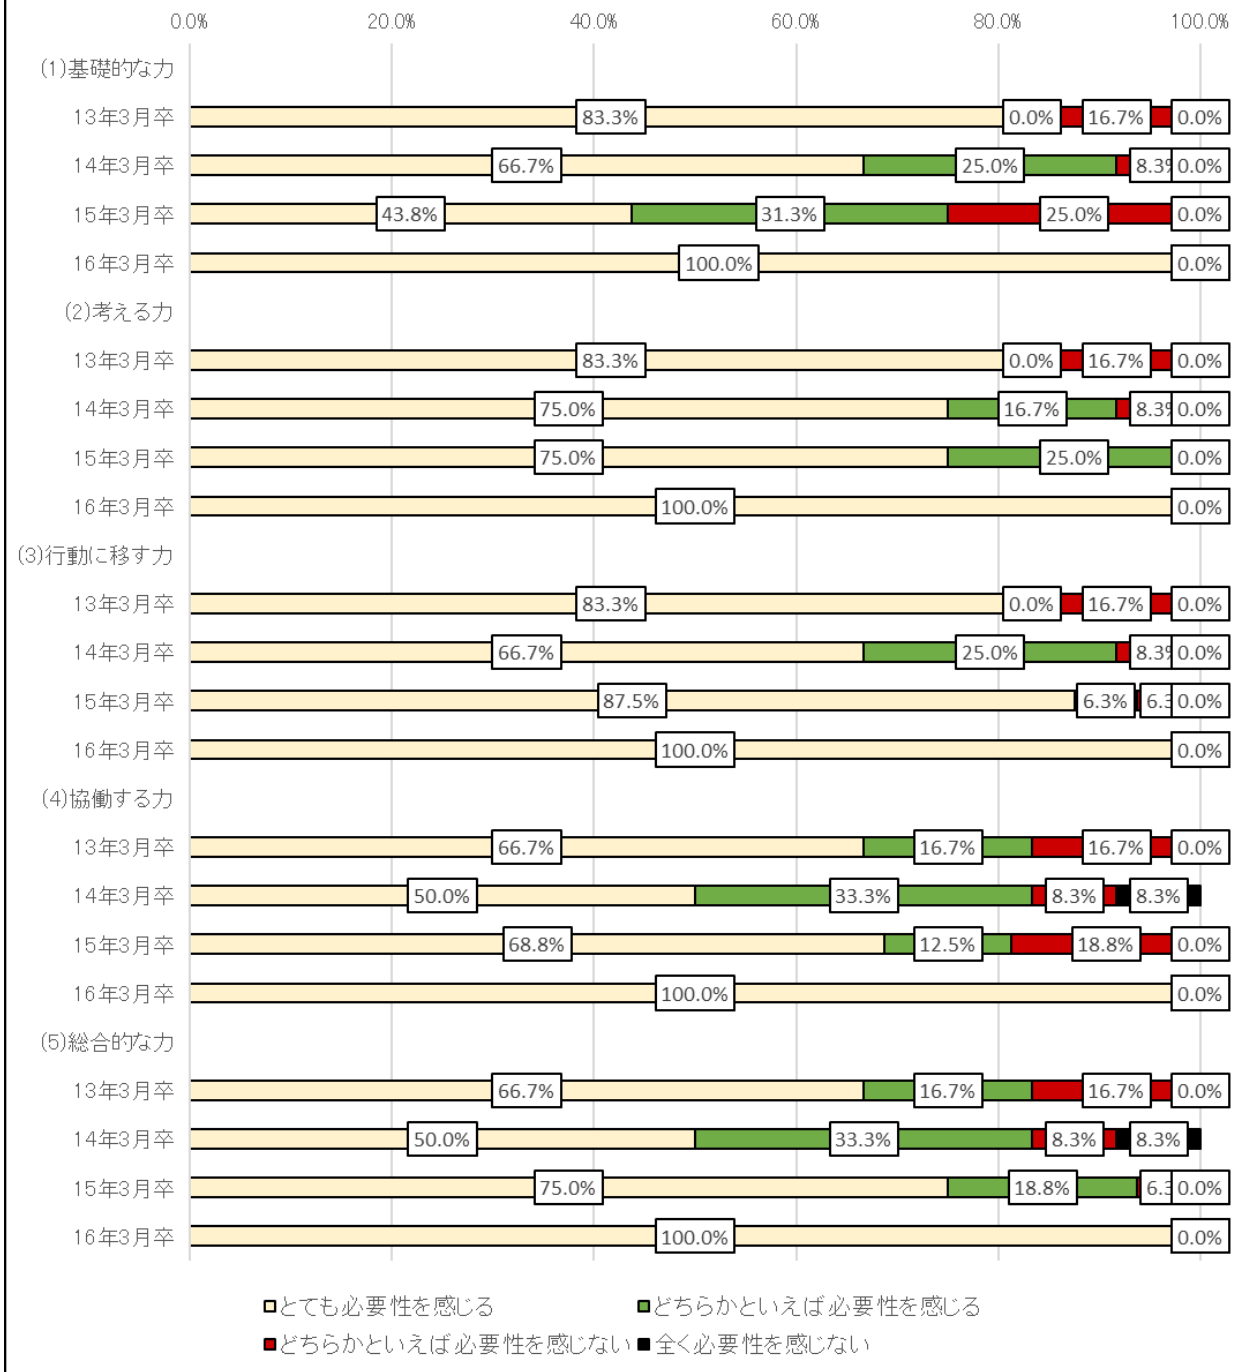 0.0% 20.0% 40.0% 60.0% 80.0% 100.0%
(1)基礎的な力
13年3月卒 83.3% 0.0% 16.7% 0.0%
14年3月卒 66.7% 25.0% 8.3% 0.0%
15年3月卒 43.8% 31.3% 25.0% 0.0%
16年3月卒 100.0% 0.0%
(2)考える力
13年3月卒 83.3% 0.0% 16.7% 0.0%
14年3月卒 75.0% 16.7% 8.3% 0.0%
15年3月卒 75.0% 25.0% 0.0%
16年3月卒 100.0% 0.0%
(3)行動に移す力
13年3月卒 83.3% 0.0% 16.7% 0.0%
14年3月卒 66.7% 25.0% 8.3% 0.0%
15年3月卒 87.5% 6.3% 6.3 0.0%
16年3月卒 100.0% 0.0%
(4)協働する力
13年3月卒 66.7% 16.7% 16.7% 0.0%
14年3月卒 50.0% 33.3% 8.3% 8.3%
15年3月卒 68.8% 12.5% 18.8% 0.0%
16年3月卒 100.0% 0.0%
(5)総合的な力
13年3月卒 66.7% 16.7% 16.7% 0.0%
14年3月卒 50.0% 33.3% 8.3% 8.3%
15年3月卒 75.0% 18.8% 6.3 0.0%
16年3月卒 100.0% 0.0%
とても必要性を感じる どちらかといえば必要性を感じる
どちらかといえば必要性を感じない 全く必要性を感じない